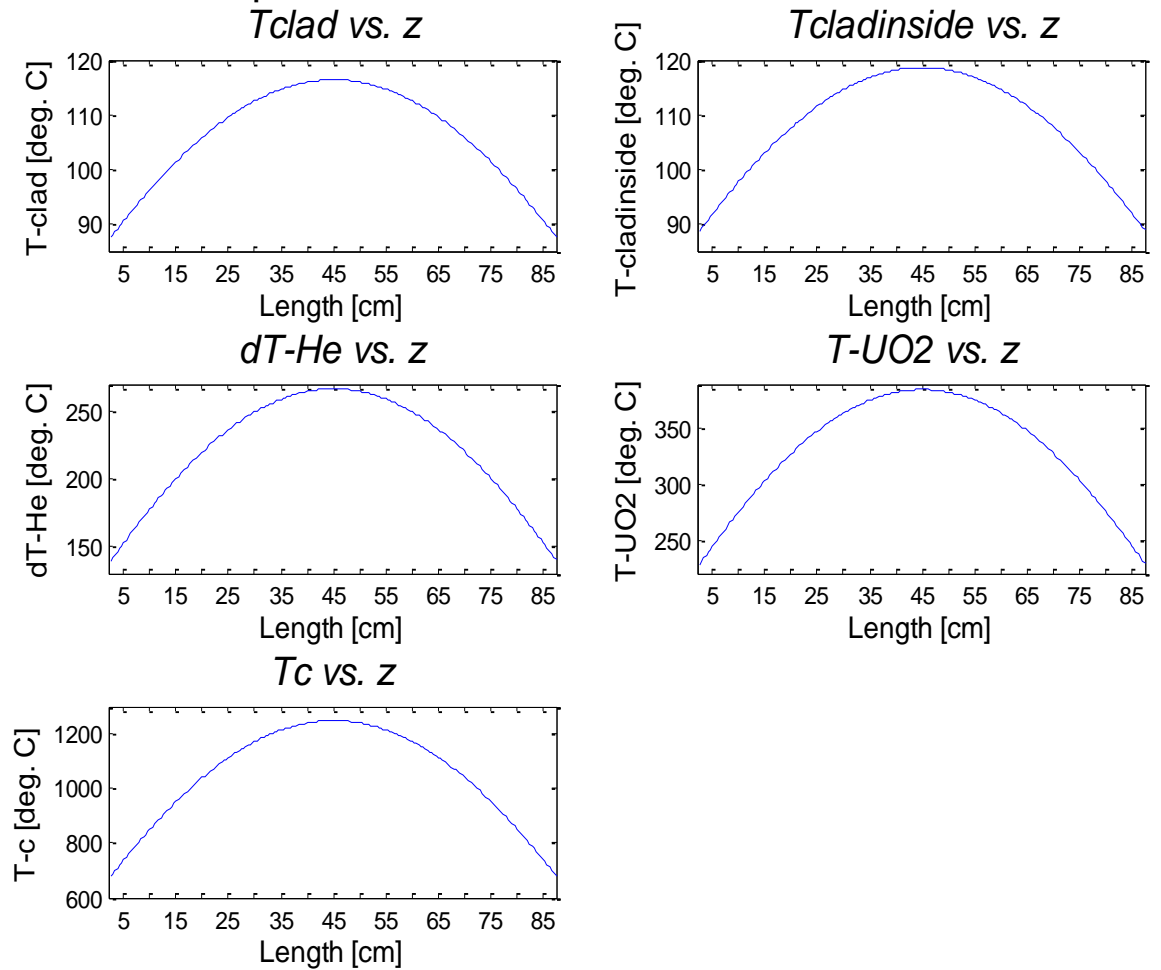 Tclad vs. z
T-clad [deg. C]
120
110
100
90
5 15 25 35 45 55 65 75 85
Length [cm]
Tcladinside vs. z
T-cladinside [deg. C]
120
110
100
90
5 15 25 35 45 55 65 75 85
Length [cm]
dT-He vs. z
dT-He [deg. C]
250
200
150
5 15 25 35 45 55 65 75 85
Length [cm]
T-UO2 vs. z
T-UO2 [deg. C]
350
300
250
5 15 25 35 45 55 65 75 85
Length [cm]
Tc vs. z
T-c [deg. C]
1200
1000
800
600
5 15 25 35 45 55 65 75 85
Length [cm]